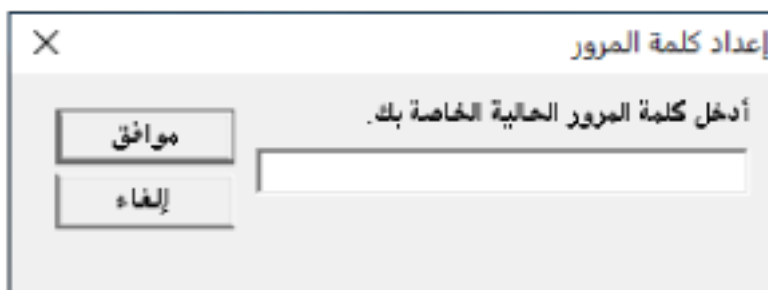 إعداد كلمة المرور
أدخل كلمة المرور الحالية الخاصة بك.
موافق
إلغاء